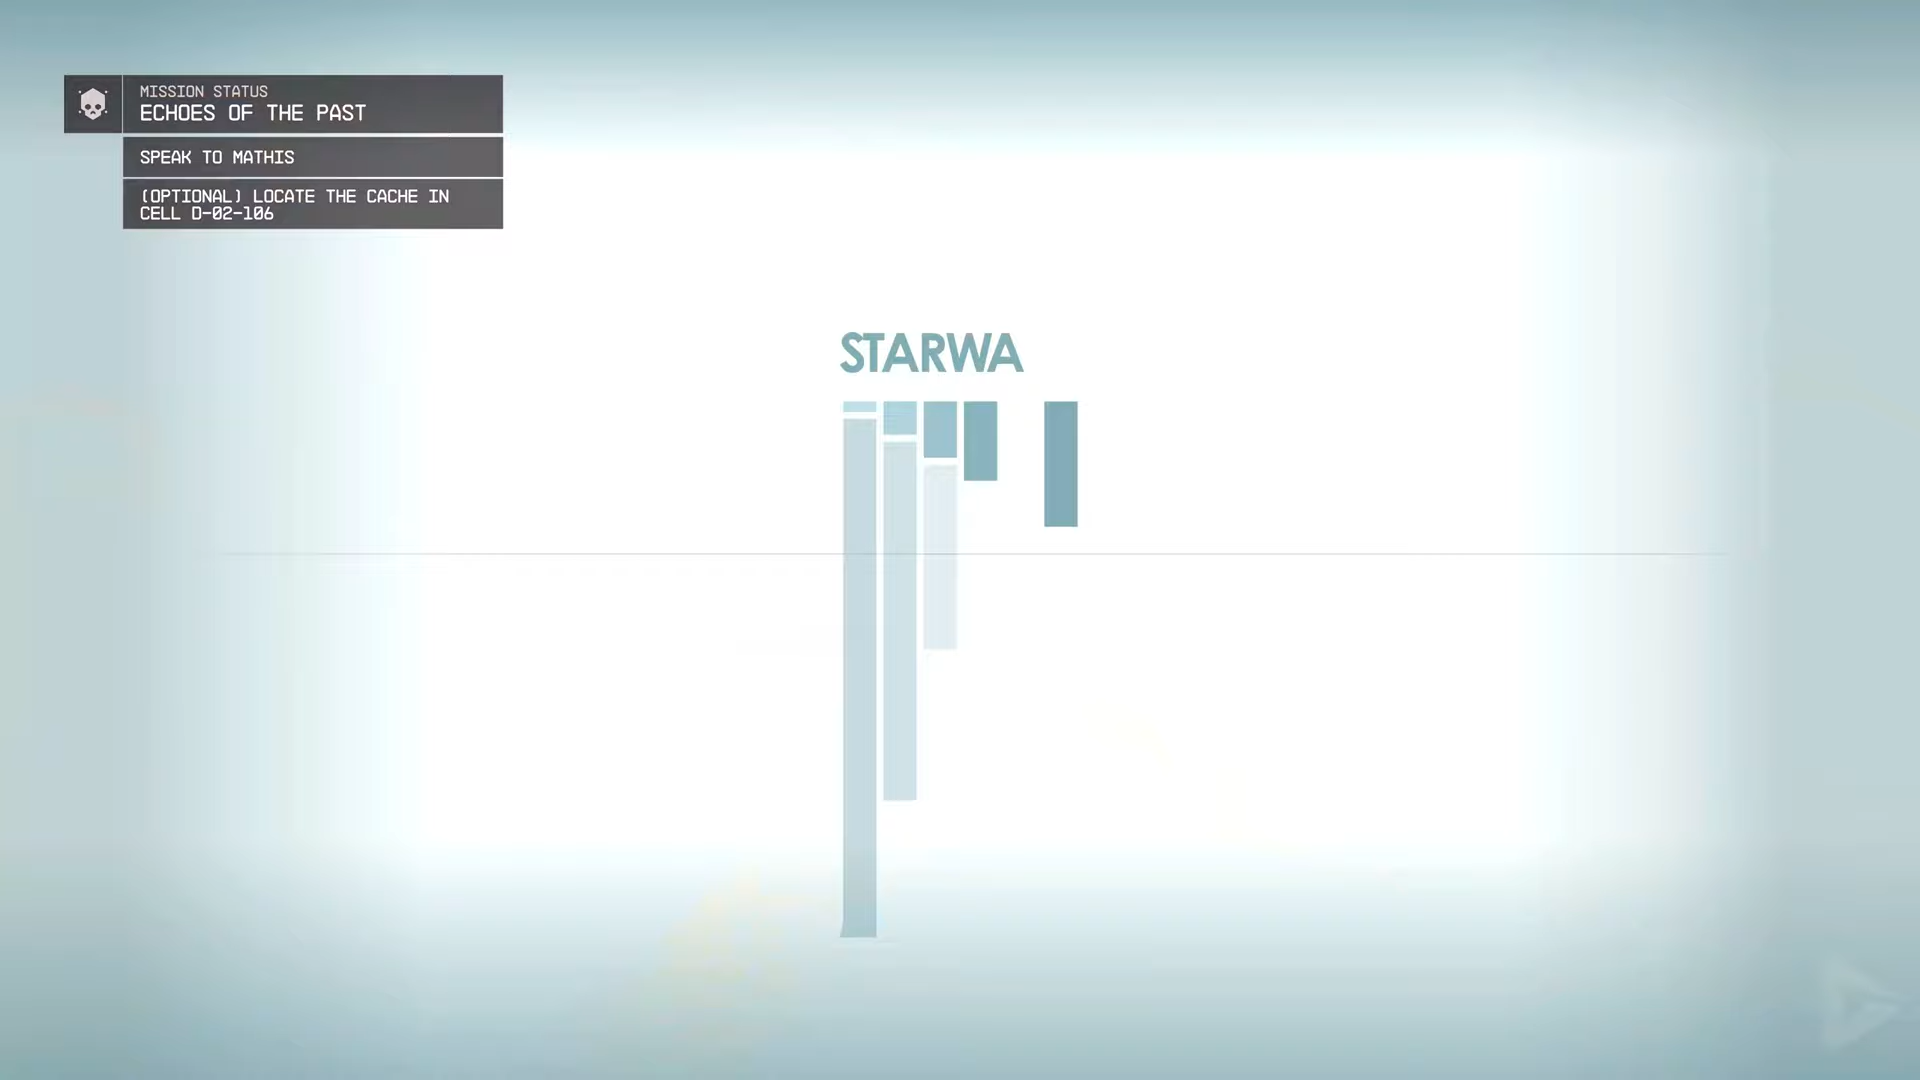 MISSION STATUS
ECHOES OF THE PAST
SPEAK TO MATHIS
(OPTIONAL) LOCATE THE CACHE IN
CELL D-02-106
STARWA